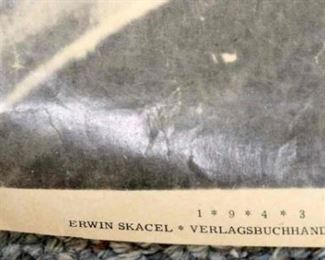 1 * 9 * 4 * 3
ERWIN SKACEL * VERLAGSBUCHHAND